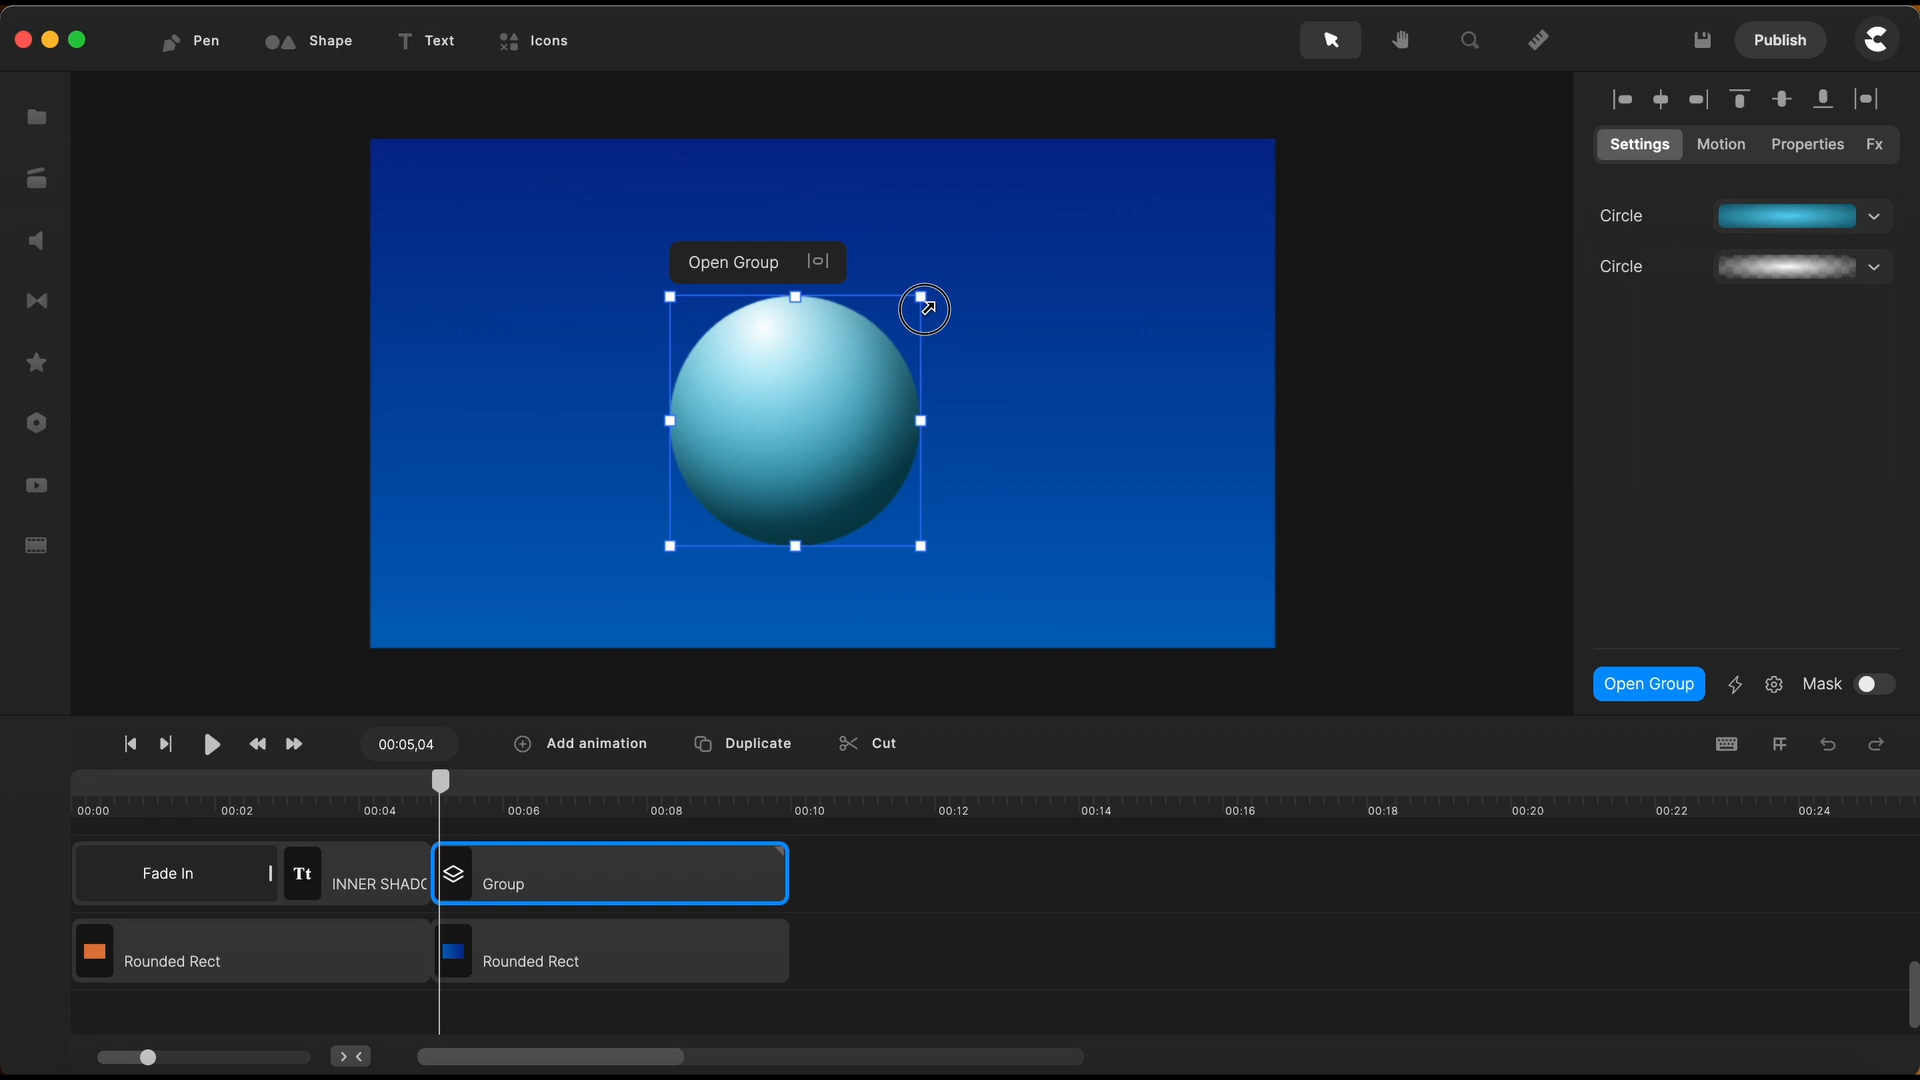 Pen Shape Text Icons Publish
Settings Motion Properties Fx
Circle
Open Group
Circle
Open Group Mask
00:05,04 Add animation Duplicate Cut
00:00 00:02 00:04 00:06 00:08 00:10 00:12 00:14 00:16 00:18 00:20 00:22 00:24
Fade In Tt INNER SHADO Group
Rounded Rect Rounded Rect